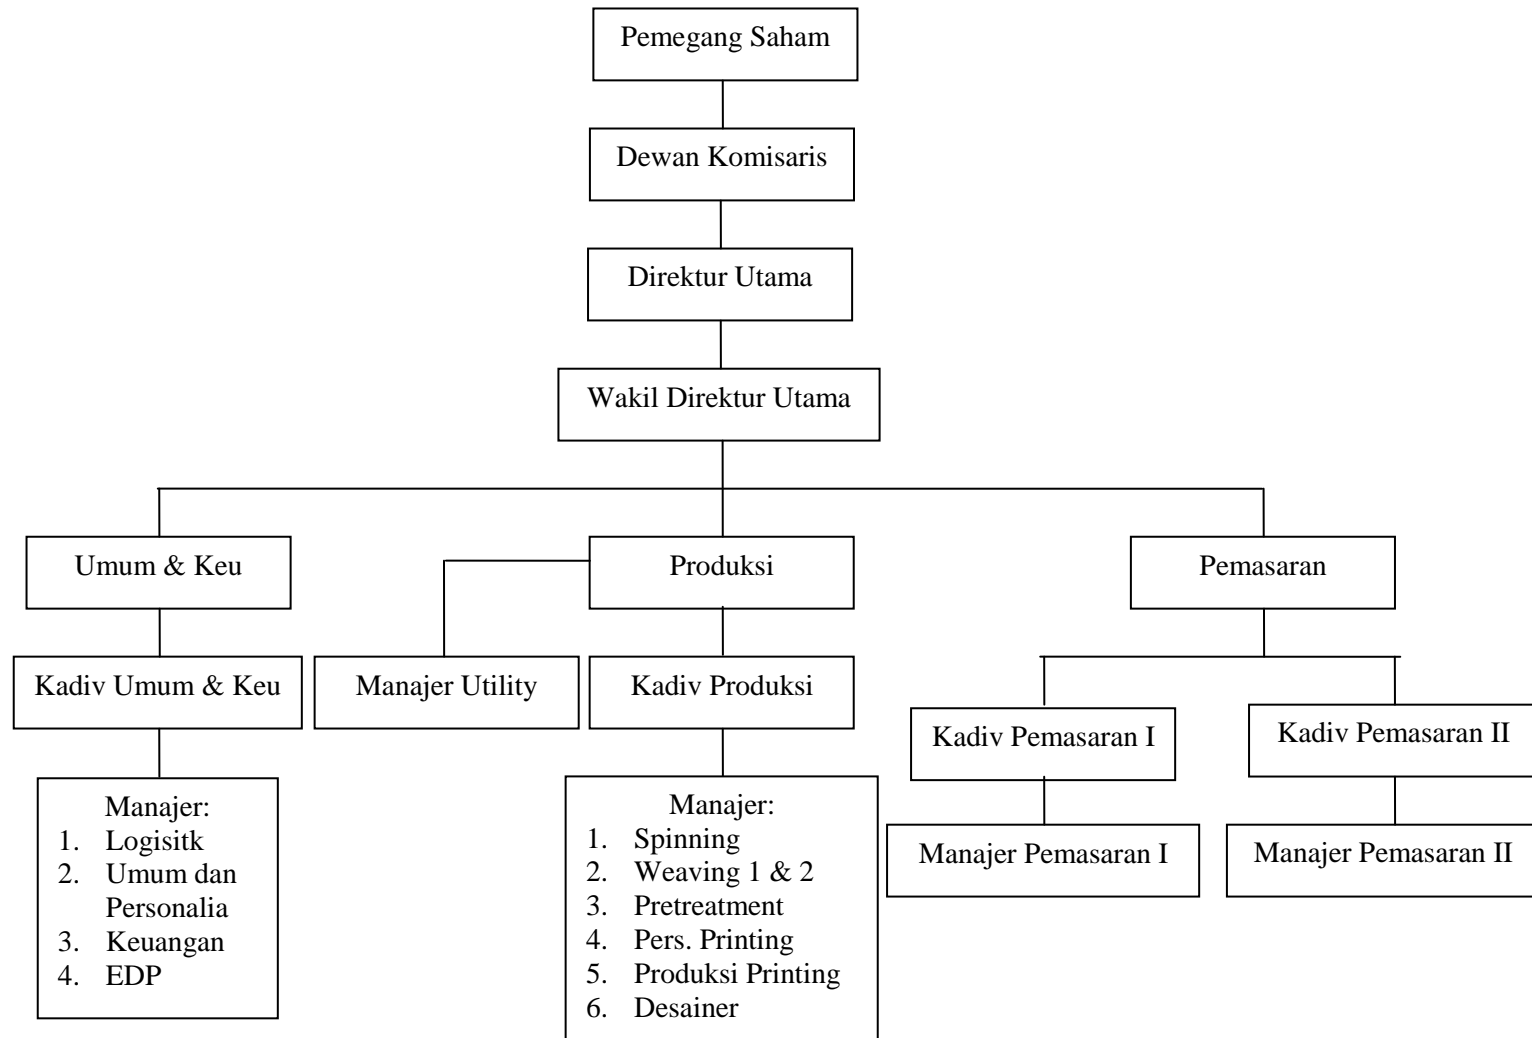 Pemegang Saham
Dewan Komisaris
Direktur Utama
Wakil Direktur Utama
Umum & Keu
Produksi
Pemasaran
Kadiv Umum & Keu
Manajer Utility
Kadiv Produksi
Kadiv Pemasaran I
Kadiv Pemasaran II
Manajer:
1. Logisitk
2. Umum dan
Personalia
3. Keuangan
4. EDP
Manajer:
1. Spinning
2. Weaving 1 & 2
3. Pretreatment
4. Pers. Printing
5. Produksi Printing
6. Desainer
Manajer Pemasaran I
Manajer Pemasaran II